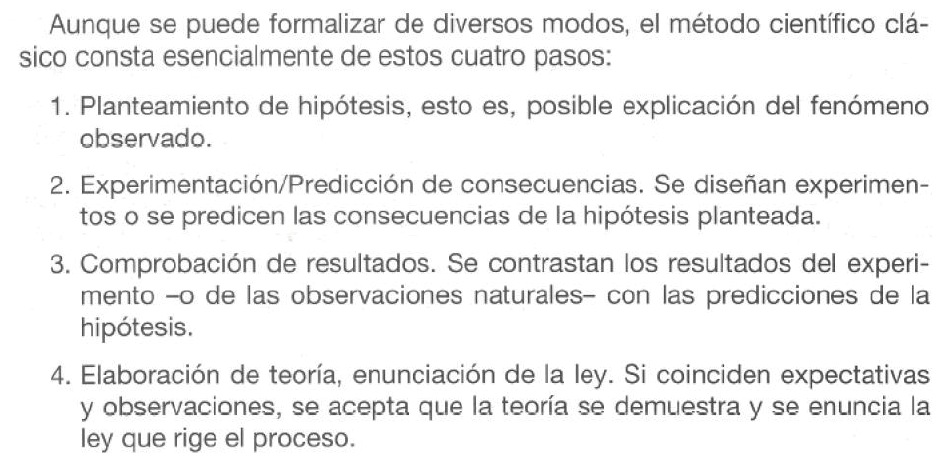 Aunque se puede formalizar de diversos modos, el método científico clá-
sico consta esencialmente de estos cuatro pasos:
1. Planteamiento de hipótesis, esto es, posible explicación del fenómeno
observado.
2. Experimentación/Predicción de consecuencias. Se diseñan experimen-
tos o se predicen las consecuencias de la hipótesis planteada.
3. Comprobación de resultados. Se contrastan los resultados del experi-
mento –o de las observaciones naturales– con las predicciones de la
hipótesis.
4. Elaboración de teoría, enunciación de la ley. Si coinciden expectativas
y observaciones, se acepta que la teoría se demuestra y se enuncia la
ley que rige el proceso.